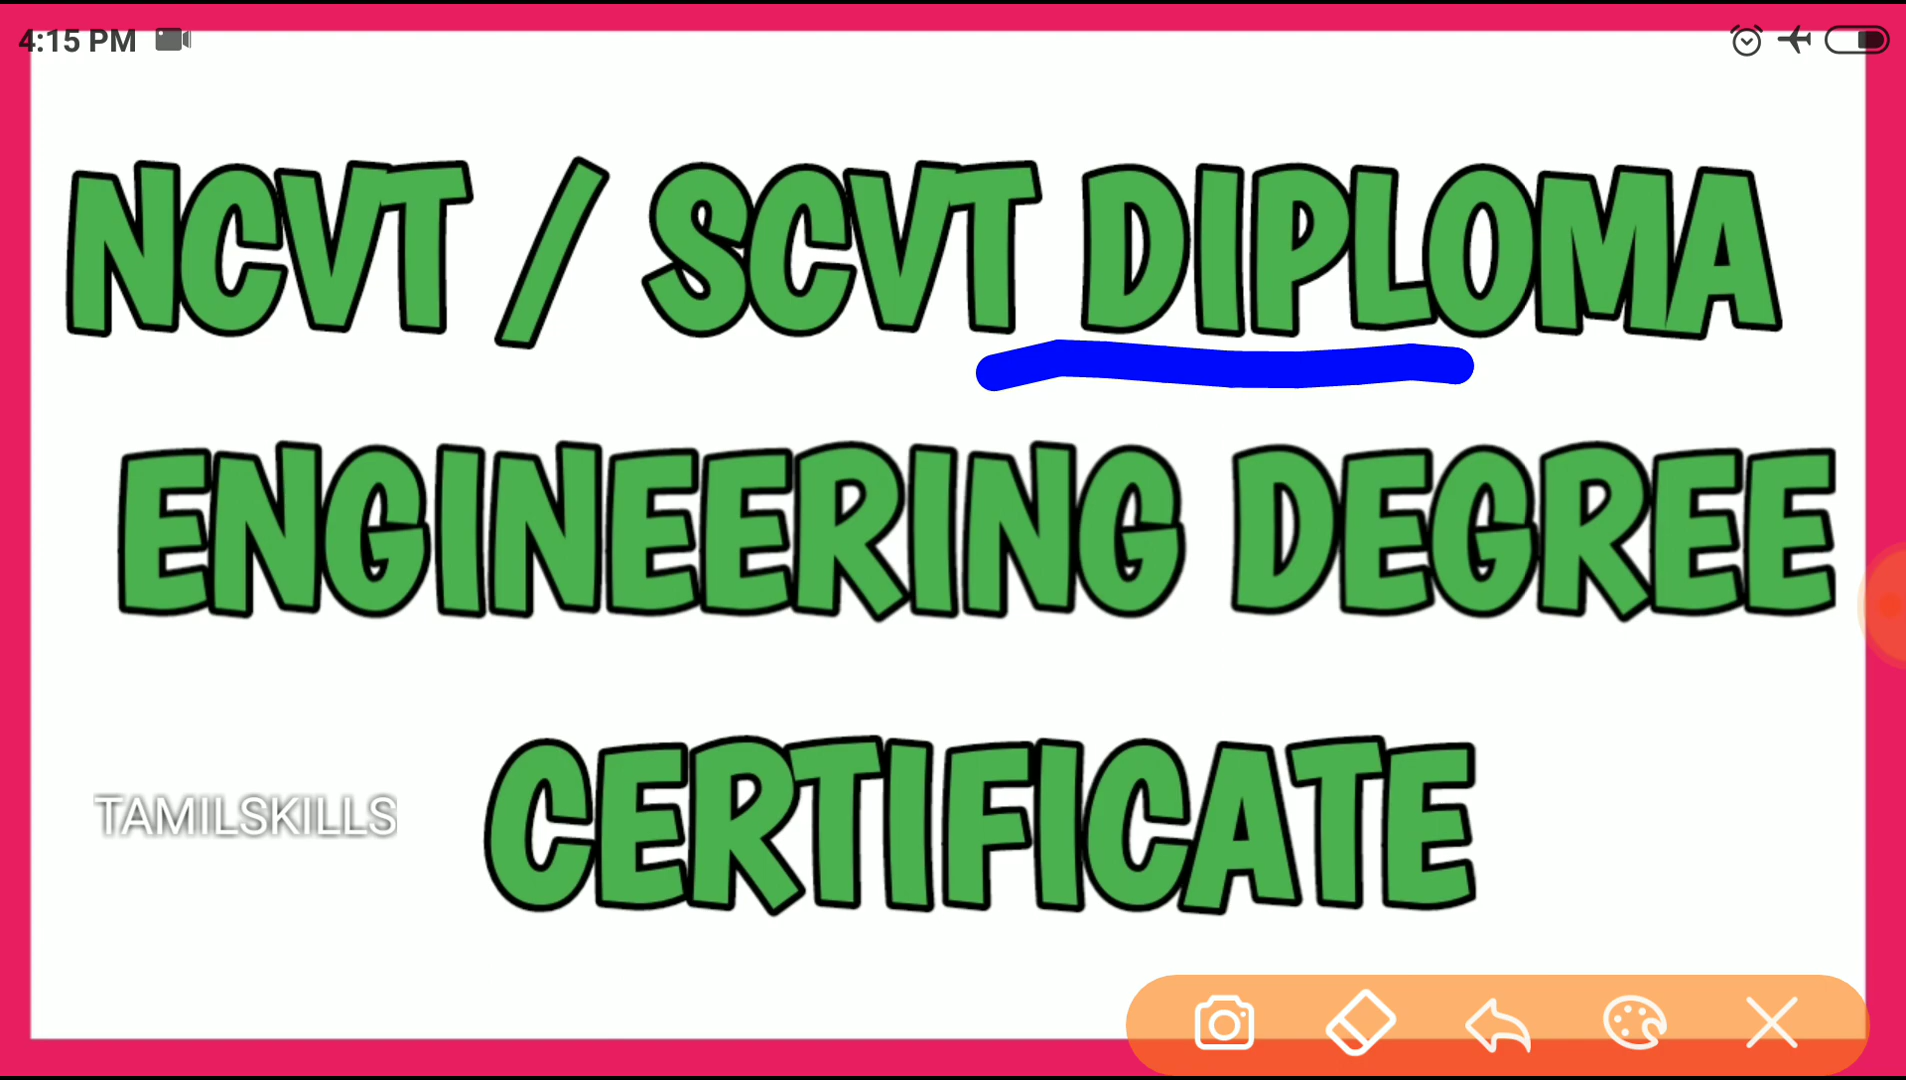 4:15 PM
NCVT / SCVT DIPLOMA
ENGINEERING DEGREE
CERTIFICATE
TAMILSKILLS